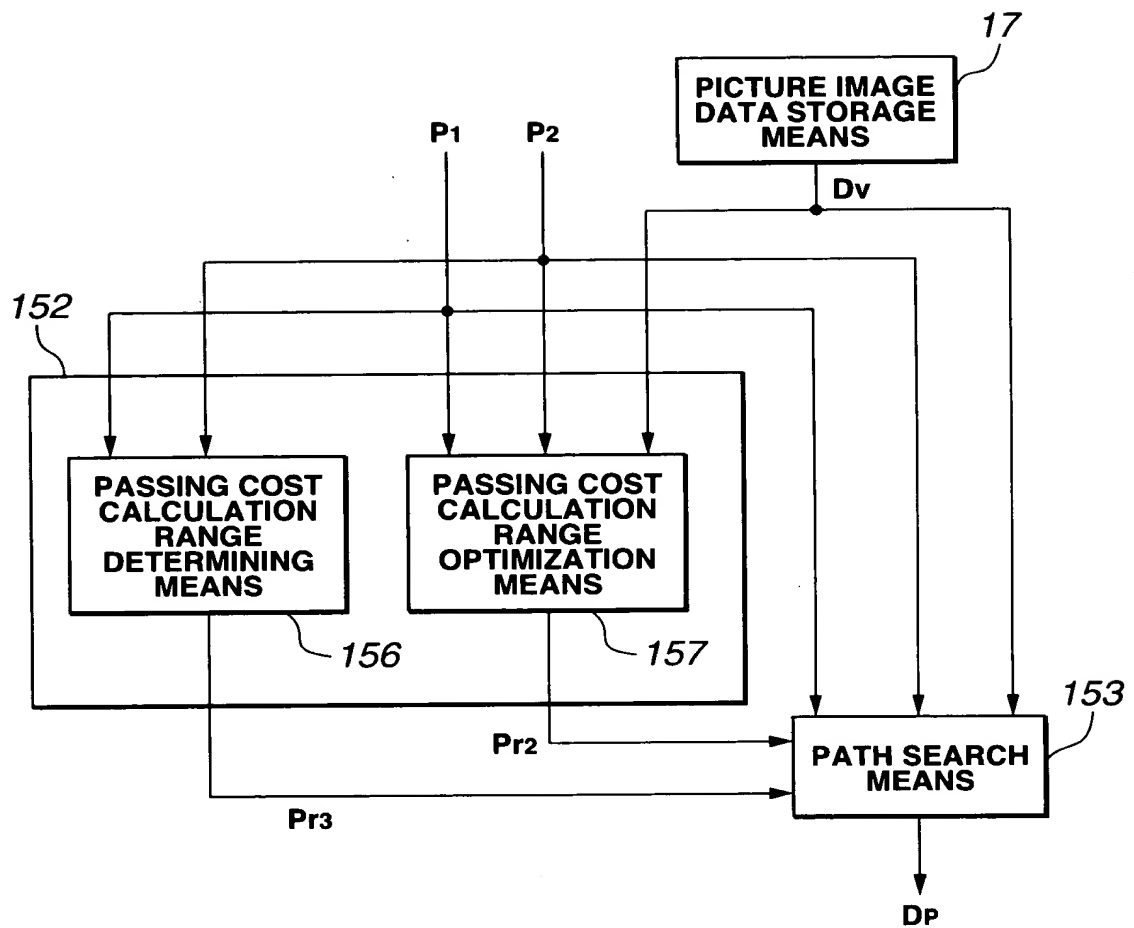 17
PICTURE IMAGE
DATA STORAGE
MEANS
P1
P2
Dv
152
PASSING COST
CALCULATION
RANGE
DETERMINING
MEANS
PASSING COST
CALCULATION
RANGE
OPTIMIZATION
MEANS
156
157
153
Pr2
PATH SEARCH
MEANS
Pr3
DP